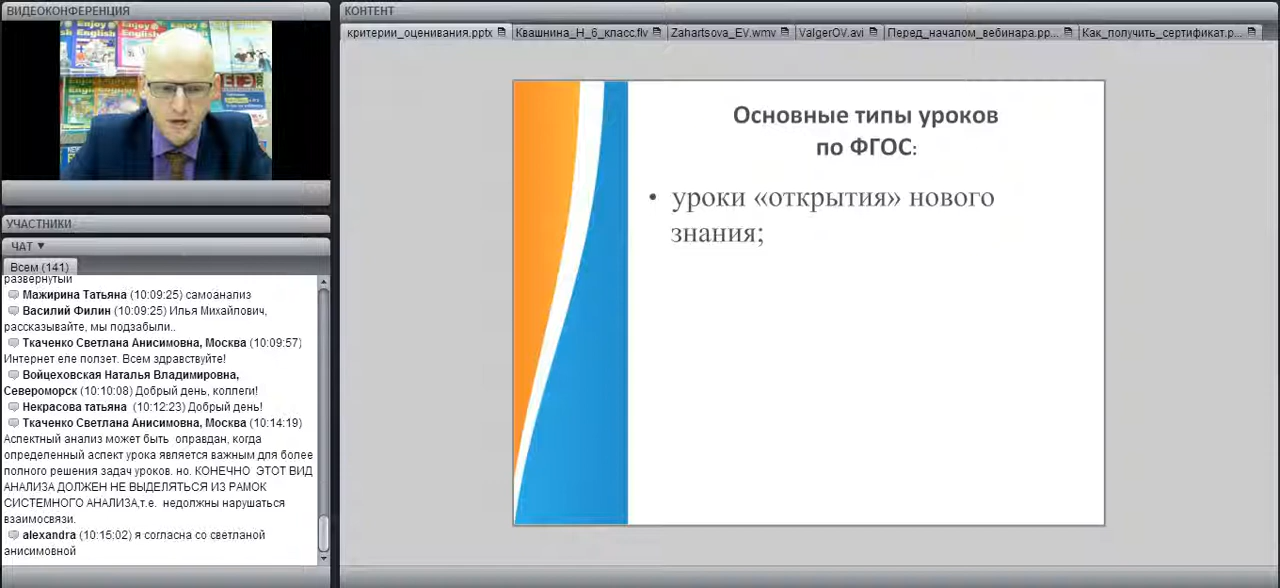 ВИДЕОКОНФЕРЕНЦИЯ
Enjoy English
English
ЕГЭ
УЧАСТНИКИ
ЧАТ ▼
Всем (141)
развернутый
Мажирина Татьяна (10:09:25) самоанализ
Василий Филин (10:09:25) Илья Михайлович,
рассказывайте, мы подзабыли..
Ткаченко Светлана Анисимовна, Москва (10:09:57)
Интернет еле ползет. Всем здравствуйте!
Войцеховская Наталья Владимировна,
Североморск (10:10:08) Добрый день, коллеги!
Некрасова татьяна (10:12:23) Добрый день!
Ткаченко Светлана Анисимовна, Москва (10:14:19)
Аспектный анализ может быть оправдан, когда
определенный аспект урока является важным для более
полного решения задач уроков. но. КОНЕЧНО ЭТОТ ВИД
АНАЛИЗА ДОЛЖЕН НЕ ВЫДЕЛЯТЬСЯ ИЗ РАМОК
СИСТЕМНОГО АНАЛИЗА,т.е. недолжны нарушаться
взаимосвязи.
alexandra (10:15:02) я согласна со светланой
анисимовной
КОНТЕНТ
критерии_оценивания.pptx Квашнина_Н_6_класс.flv Zahartsova_EV.wmv ValgerOV.avi Перед_началом_вебинара.pp... Как_получить_сертификат.p...
Основные типы уроков
по ФГОС:
• уроки «открытия» нового
знания;